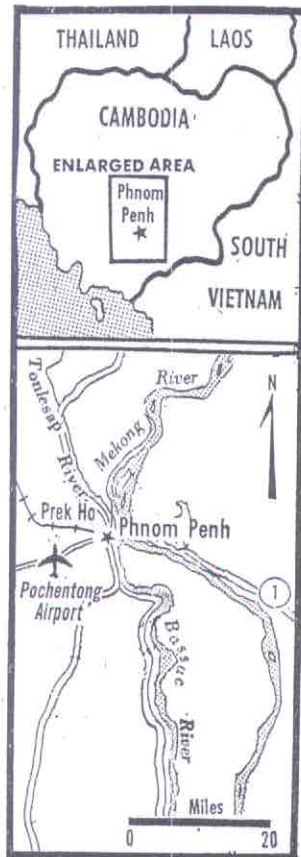 THAILAND
LAOS
CAMBODIA
ENLARGED AREA
Phnom
Penh
SOUTH
VIETNAM
Tonlesap River
Mekong River
N
Prek Ho
Phnom Penh
Pochentong
Airport
1
Bassac River
Miles
0 20